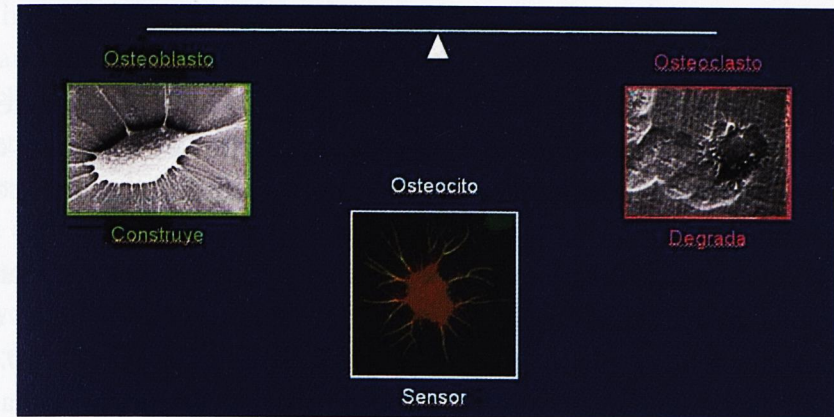 Osteoblasto
Osteoclasto
Construye
Osteocito
Degrada
Sensor